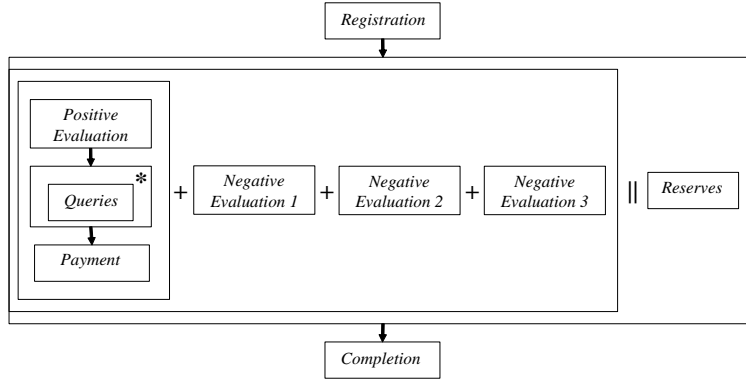 Registration
Positive
Evaluation
Queries
*
Payment
+
Negative
Evaluation 1
+
Negative
Evaluation 2
+
Negative
Evaluation 3
||
Reserves
Completion